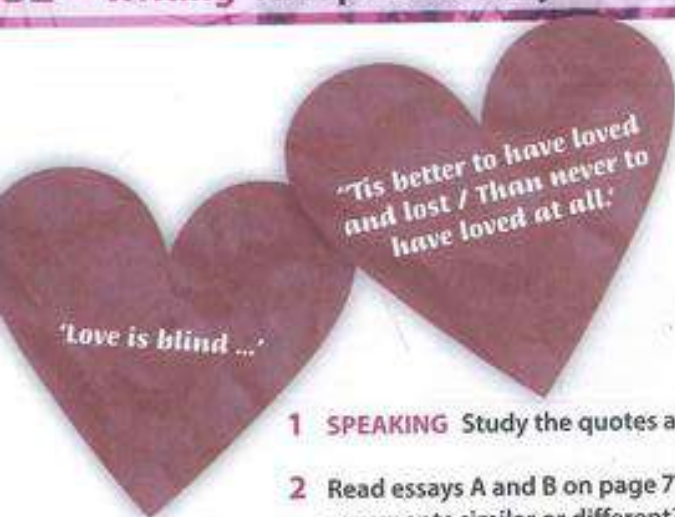 'Love is blind ...'
''Tis better to have loved
and lost / Than never to
have loved at all.'
1 SPEAKING Study the quotes a
2 Read essays A and B on page 7